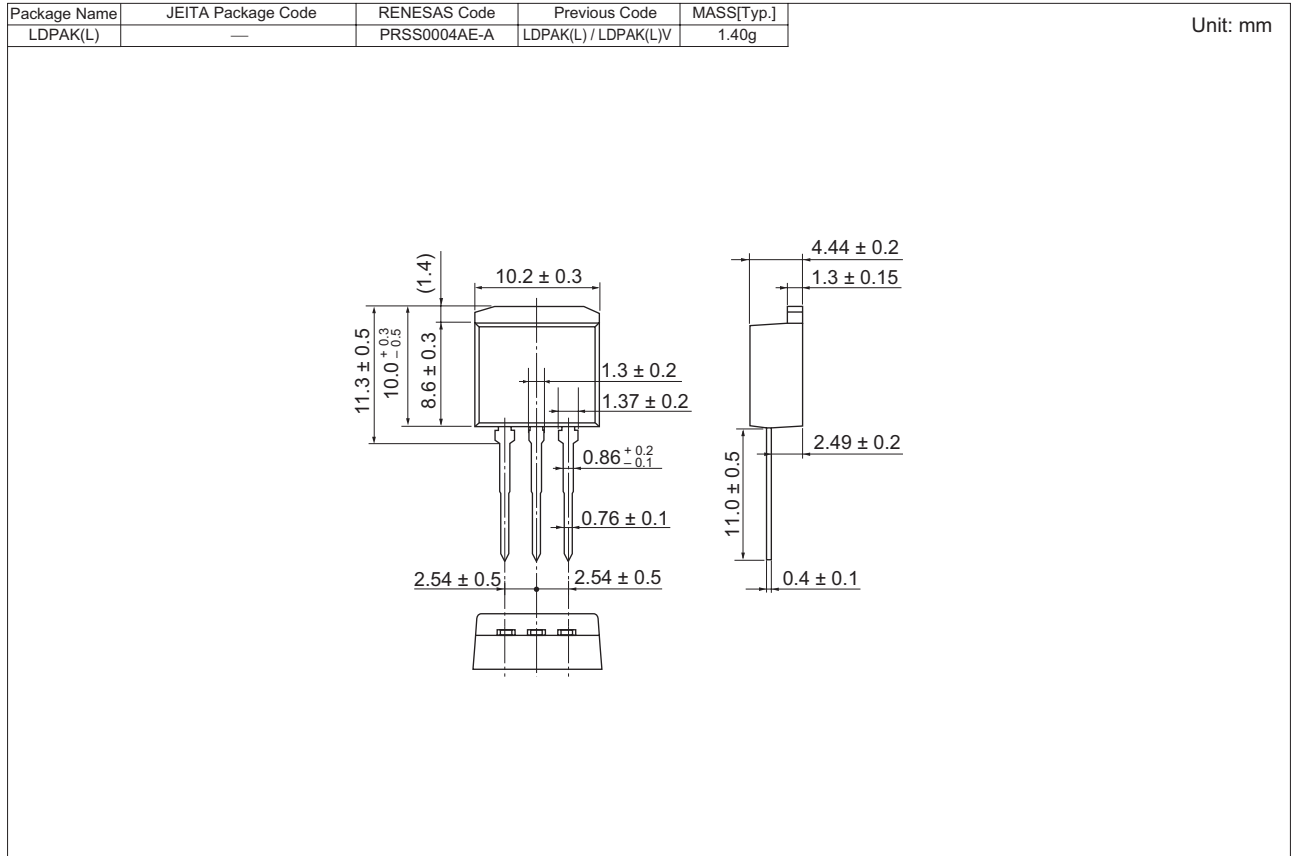 Package Name JEITA Package Code RENESAS Code Previous Code MASS[Typ.]
LDPAK(L) — PRSS0004AE-A LDPAK(L) / LDPAK(L)V 1.40g
Unit: mm
4.44 ± 0.2
(1.4)
10.2 ± 0.3
1.3 ± 0.15
11.3 ± 0.5
10.0 + 0.3 – 0.5
8.6 ± 0.3
1.3 ± 0.2
1.37 ± 0.2
2.49 ± 0.2
0.86 + 0.2 – 0.1
11.0 ± 0.5
0.76 ± 0.1
2.54 ± 0.5 2.54 ± 0.5
0.4 ± 0.1